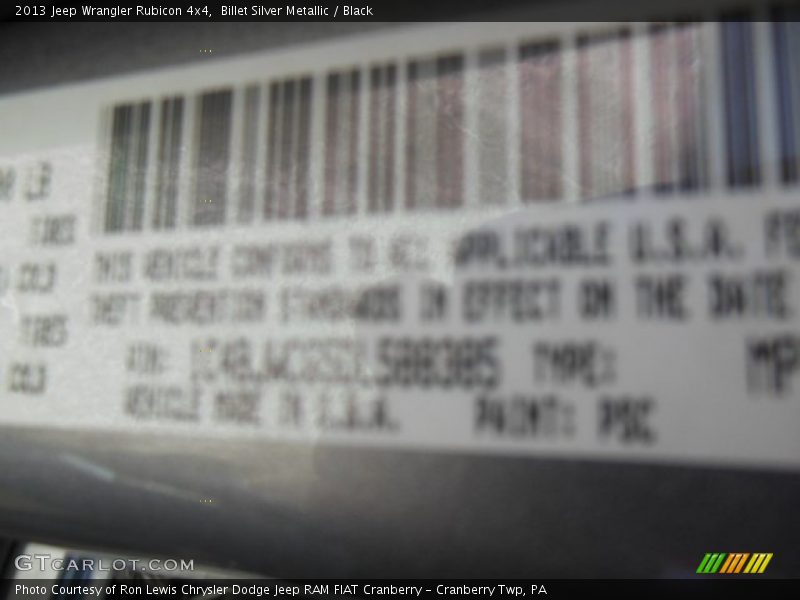 2013 Jeep Wrangler Rubicon 4x4, Billet Silver Metallic / Black
THIS VEHICLE CONFORMS TO ALL APPLICABLE U.S.A.
THEFT PREVENTION STANDARDS IN EFFECT ON THE DATE
VIN: TYPE: MP
VEHICLE MADE IN U.S.A. PAINT: PSC
GTCARLOT.COM
Photo Courtesy of Ron Lewis Chrysler Dodge Jeep RAM FIAT Cranberry – Cranberry Twp, PA